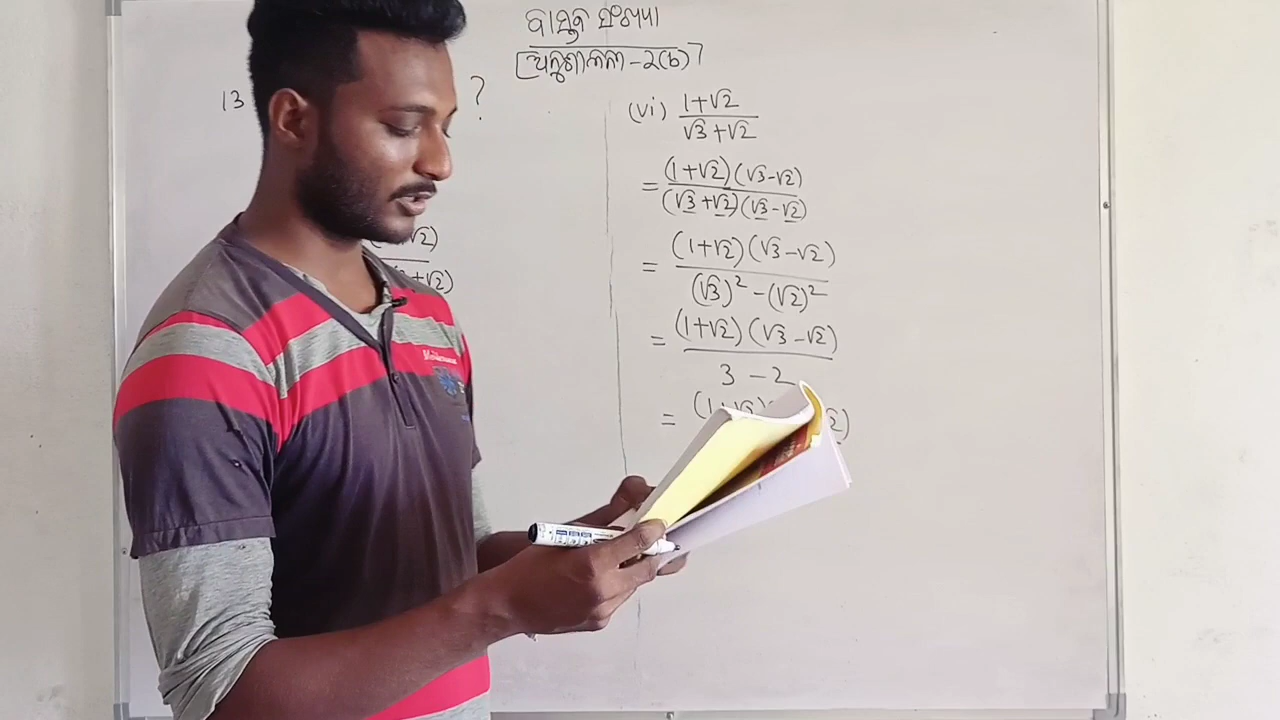 ବାସ୍ତବ ସଂଖ୍ୟା
[ଅନୁଶୀଳନୀ-୨(b)]
13 ?
(vi) 1+√2
√3+√2
= (1+√2)(√3-√2)
(√3+√2)(√3-√2)
= (1+√2)(√3-√2)
(√3)² - (√2)²
= (1+√2)(√3-√2)
3 - 2
=